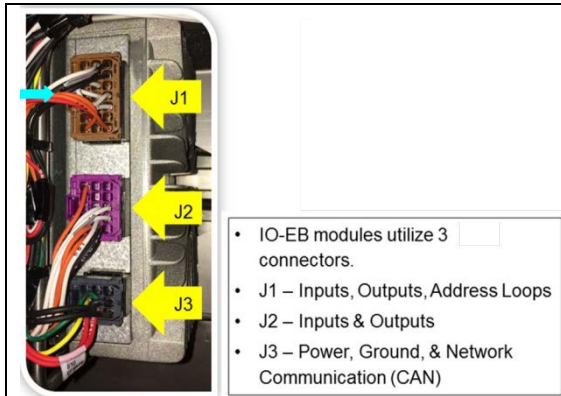 J1
J2
J3
• IO-EB modules utilize 3
connectors.
• J1 – Inputs, Outputs, Address Loops
• J2 – Inputs & Outputs
• J3 – Power, Ground, & Network
Communication (CAN)